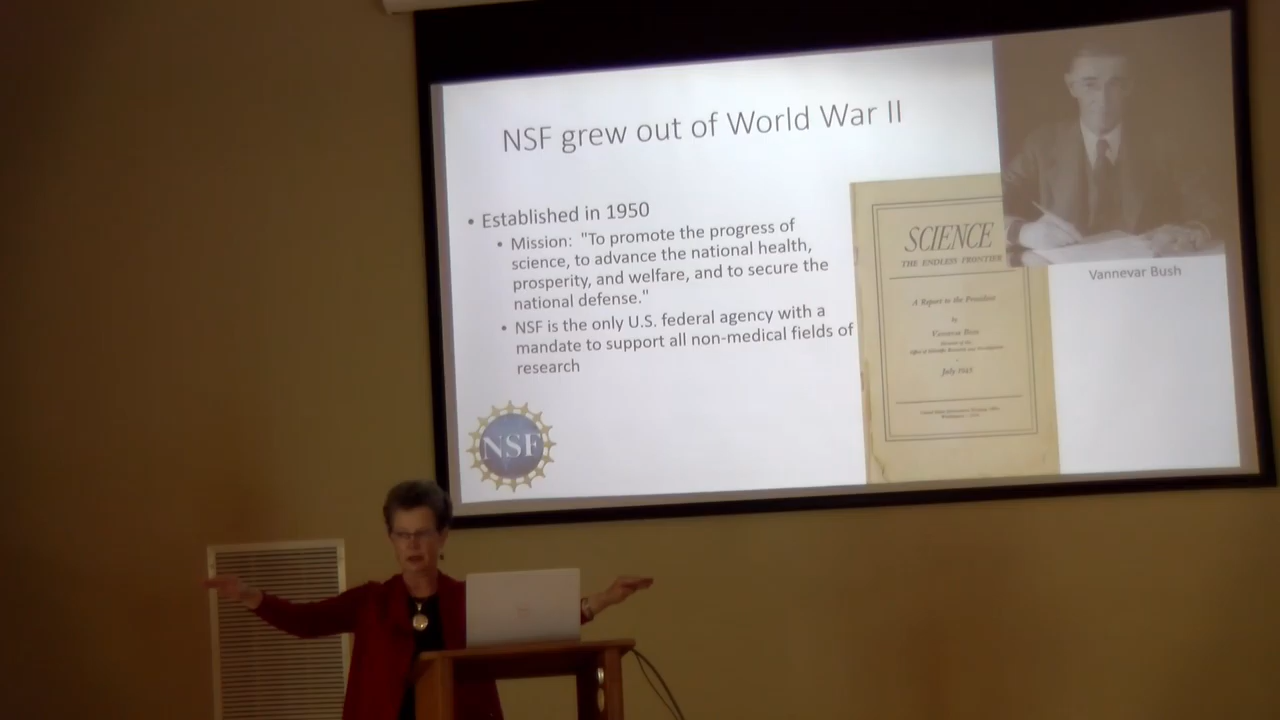 NSF grew out of World War II
• Established in 1950
• Mission: "To promote the progress of
science, to advance the national health,
prosperity, and welfare, and to secure the
national defense."
• NSF is the only U.S. federal agency with a
mandate to support all non-medical fields of
research
NSF
SCIENCE
THE ENDLESS FRONTIER
A Report to the President
by
Vannevar Bush
July 1945
Vannevar Bush